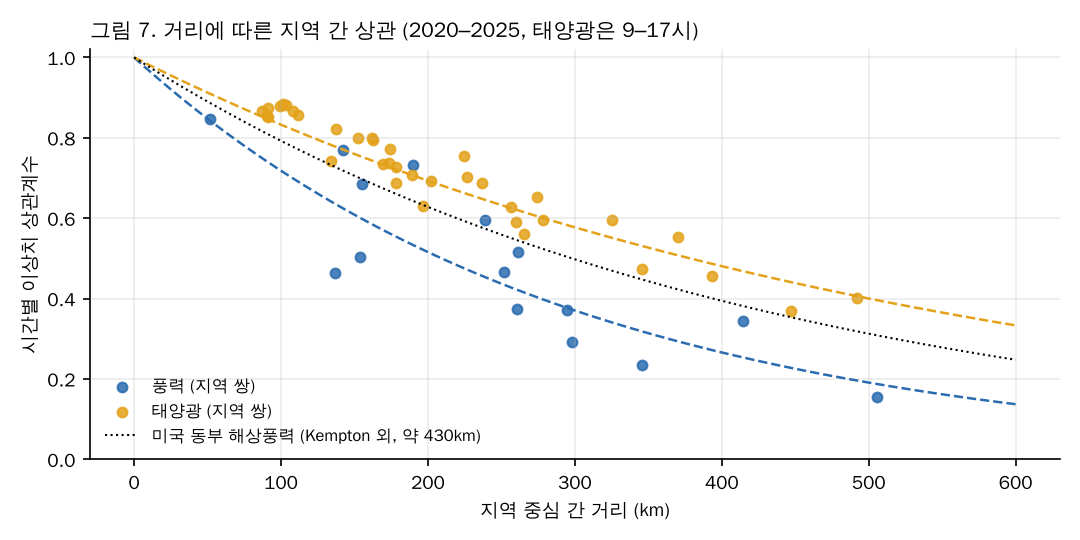 그림 7. 거리에 따른 지역 간 상관 (2020–2025, 태양광은 9–17시)
시간별 이상치 상관계수
1.0
0.8
0.6
0.4
0.2
0.0
풍력 (지역 쌍)
태양광 (지역 쌍)
미국 동부 해상풍력 (Kempton 외, 약 430km)
0 100 200 300 400 500 600
지역 중심 간 거리 (km)